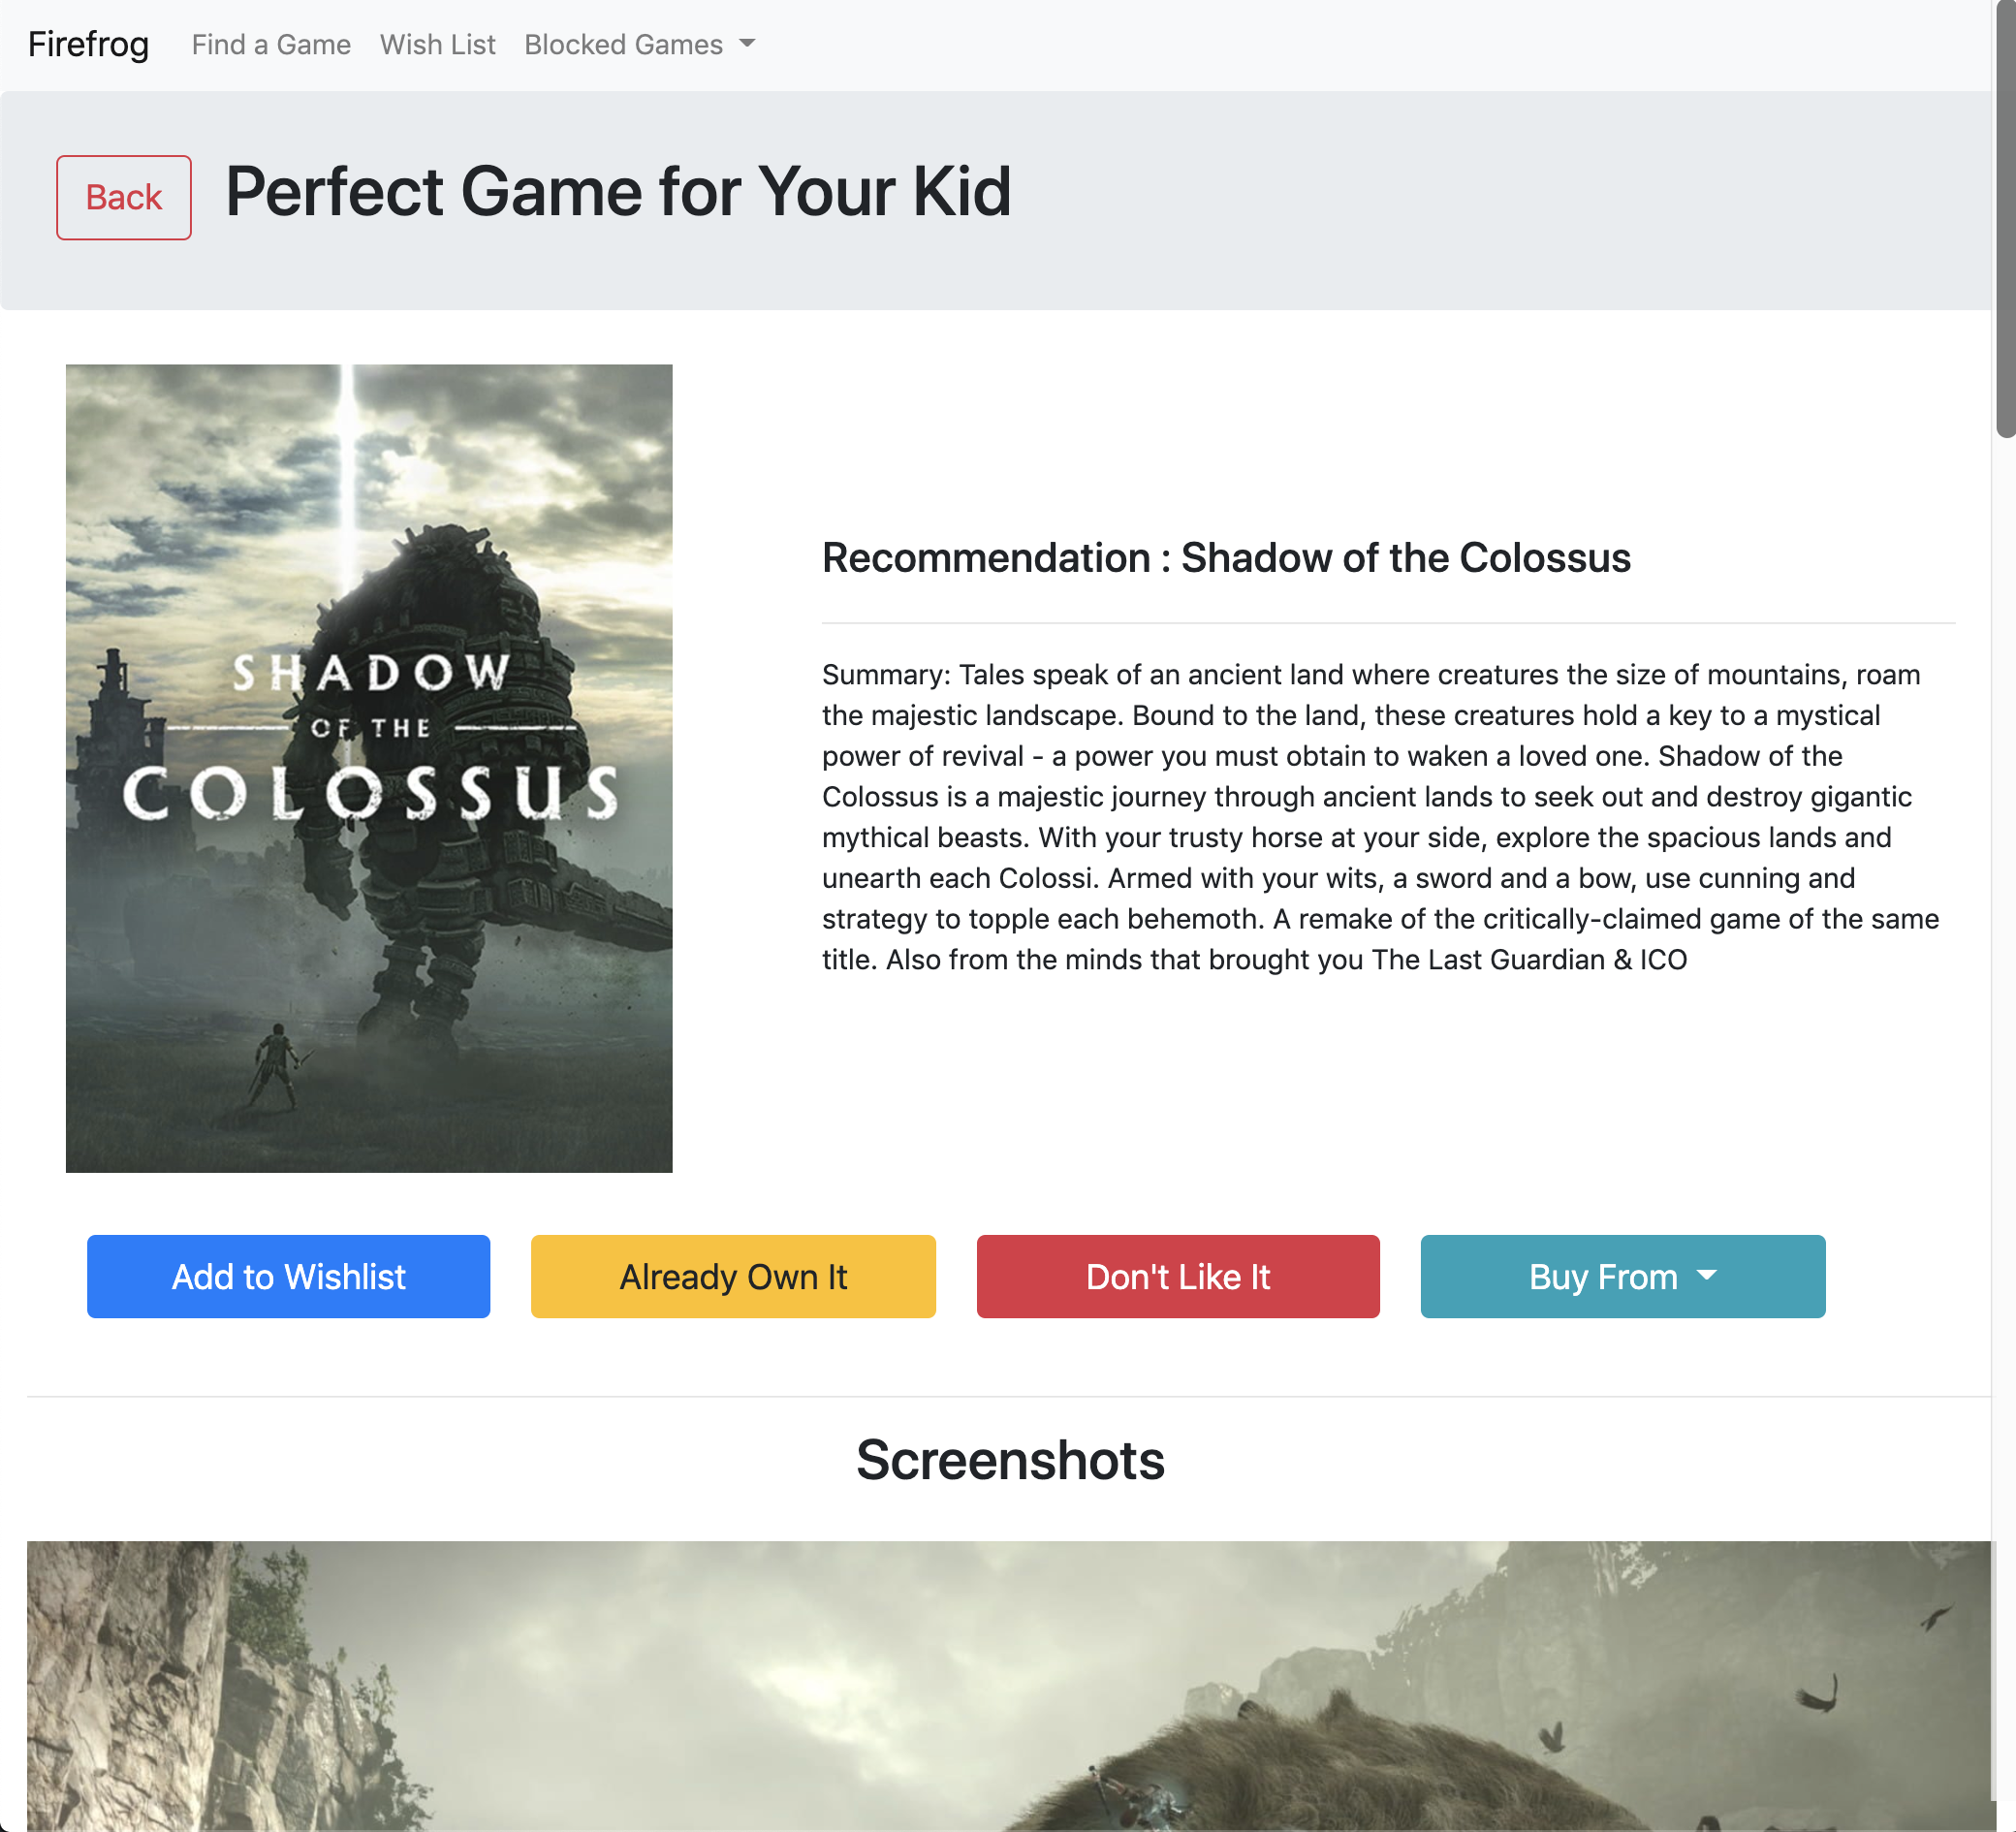 Firefrog Find a Game Wish List Blocked Games
Back Perfect Game for Your Kid
SHADOW
OF THE
COLOSSUS
Recommendation : Shadow of the Colossus
Summary: Tales speak of an ancient land where creatures the size of mountains, roam
the majestic landscape. Bound to the land, these creatures hold a key to a mystical
power of revival - a power you must obtain to waken a loved one. Shadow of the
Colossus is a majestic journey through ancient lands to seek out and destroy gigantic
mythical beasts. With your trusty horse at your side, explore the spacious lands and
unearth each Colossi. Armed with your wits, a sword and a bow, use cunning and
strategy to topple each behemoth. A remake of the critically-claimed game of the same
title. Also from the minds that brought you The Last Guardian & ICO
Add to Wishlist Already Own It Don't Like It Buy From
Screenshots